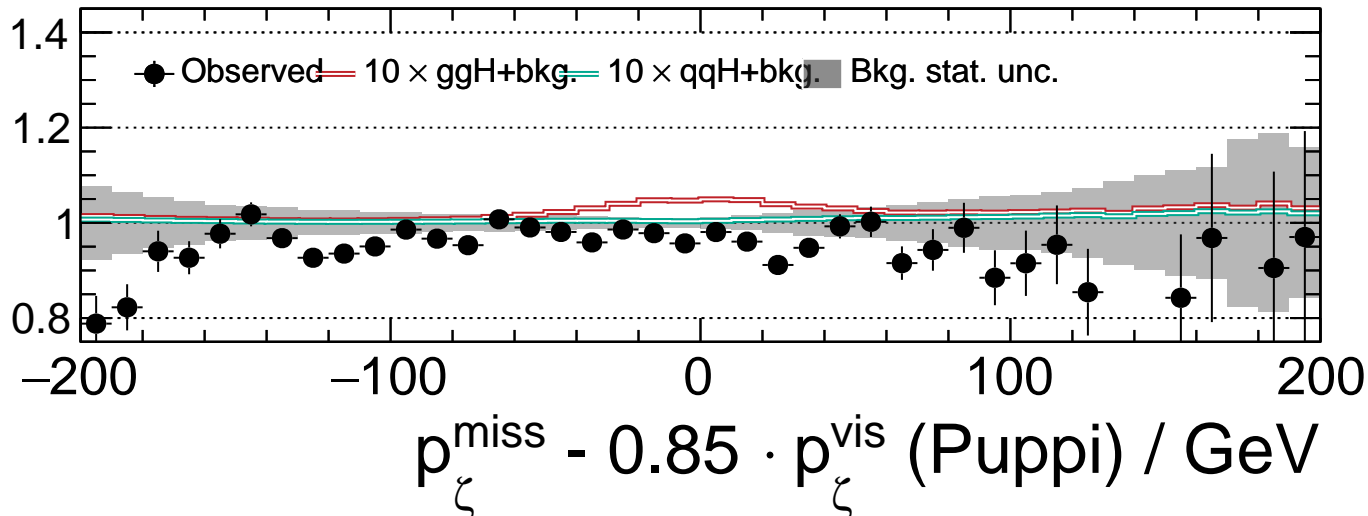 1.4
Observed 10 × ggH+bkg. 10 × qqH+bkg. Bkg. stat. unc.
1.2
1
0.8
−200 −100 0 100 200
p_ζ^miss - 0.85 · p_ζ^vis (Puppi) / GeV